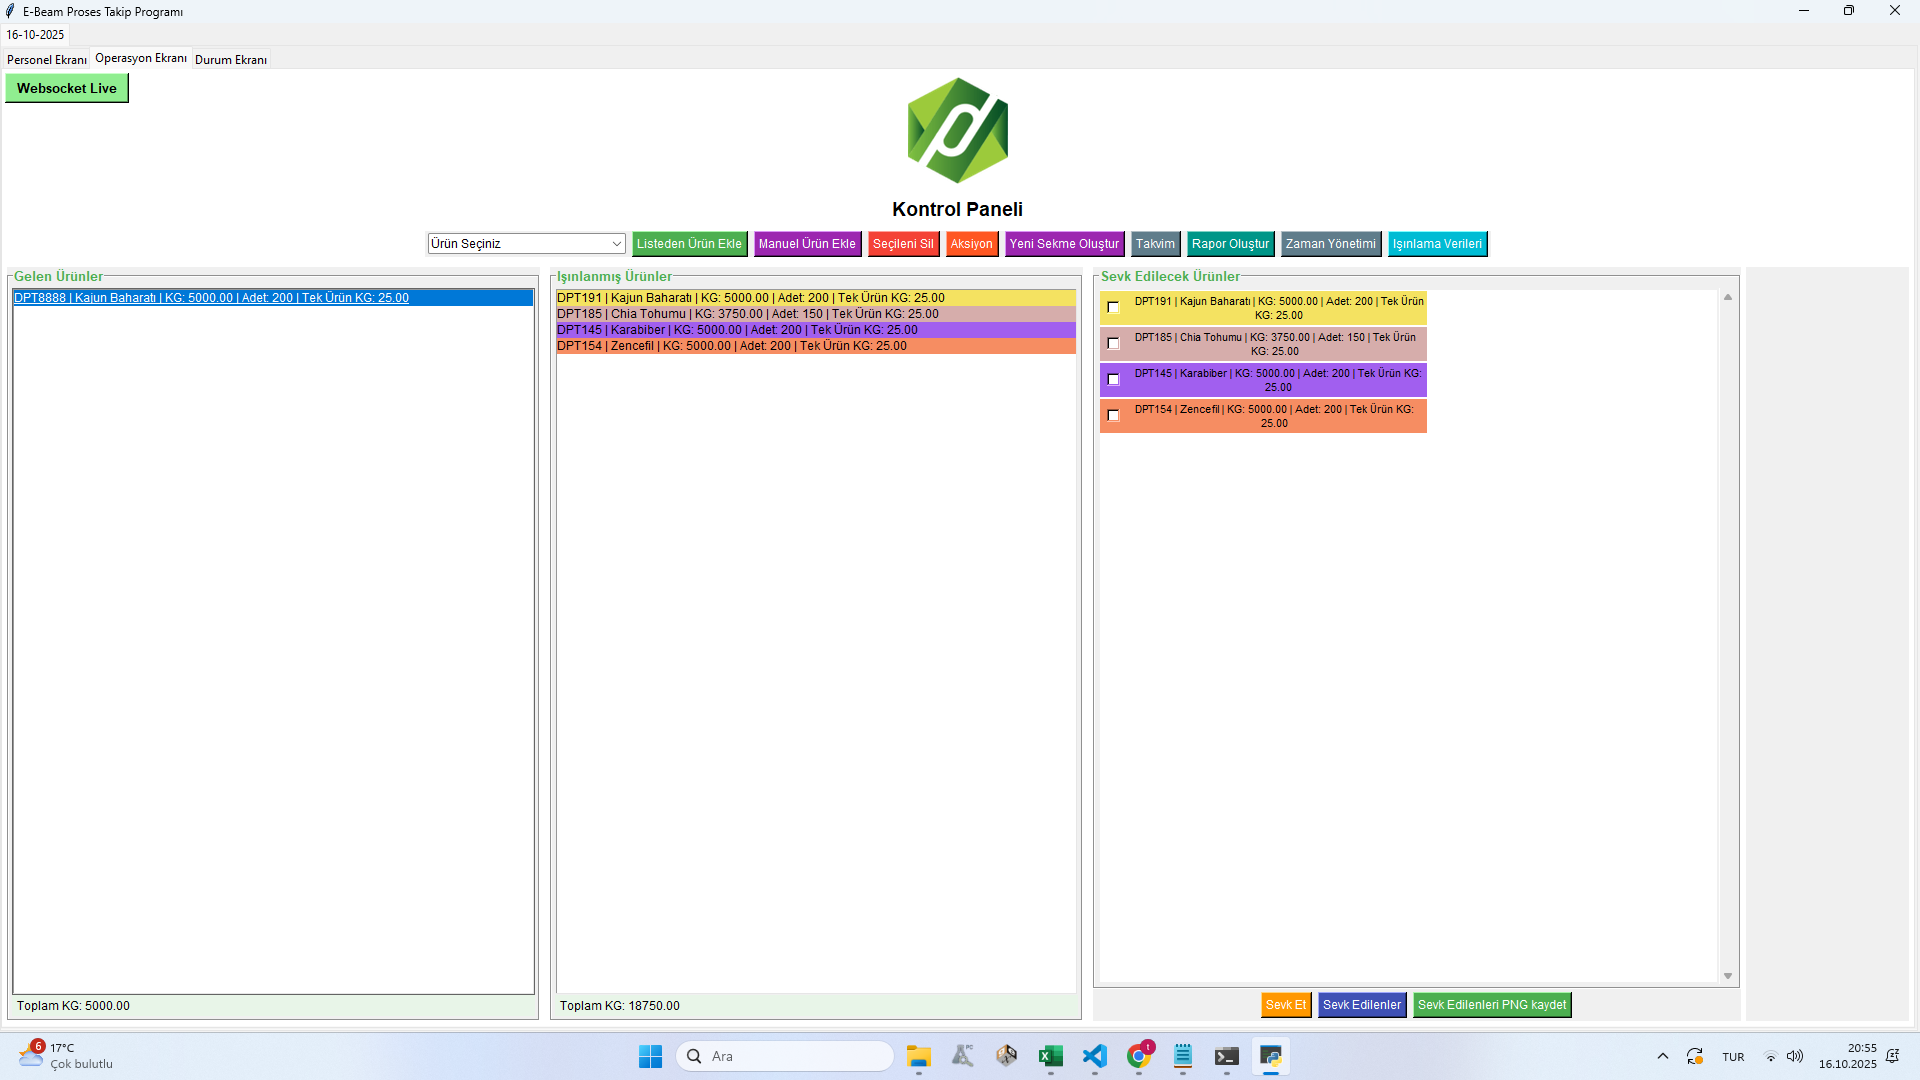 E-Beam Proses Takip Programı
16-10-2025
Personel Ekranı Operasyon Ekranı Durum Ekranı
Websocket Live
Kontrol Paneli
Ürün Seçiniz Listeden Ürün Ekle Manuel Ürün Ekle Seçileni Sil Aksiyon Yeni Sekme Oluştur Takvim Rapor Oluştur Zaman Yönetimi Işınlama Verileri
Gelen Ürünler
DPT8888 | Kajun Baharatı | KG: 5000.00 | Adet: 200 | Tek Ürün KG: 25.00
Toplam KG: 5000.00
Işınlanmış Ürünler
DPT191 | Kajun Baharatı | KG: 5000.00 | Adet: 200 | Tek Ürün KG: 25.00
DPT185 | Chia Tohumu | KG: 3750.00 | Adet: 150 | Tek Ürün KG: 25.00
DPT145 | Karabiber | KG: 5000.00 | Adet: 200 | Tek Ürün KG: 25.00
DPT154 | Zencefil | KG: 5000.00 | Adet: 200 | Tek Ürün KG: 25.00
Toplam KG: 18750.00
Sevk Edilecek Ürünler
DPT191 | Kajun Baharatı | KG: 5000.00 | Adet: 200 | Tek Ürün
KG: 25.00
DPT185 | Chia Tohumu | KG: 3750.00 | Adet: 150 | Tek Ürün
KG: 25.00
DPT145 | Karabiber | KG: 5000.00 | Adet: 200 | Tek Ürün KG:
25.00
DPT154 | Zencefil | KG: 5000.00 | Adet: 200 | Tek Ürün KG:
25.00
Sevk Et Sevk Edilenler Sevk Edilenleri PNG kaydet
6
17°C
Çok bulutlu
Ara
PC
t
TUR
20:55
16.10.2025